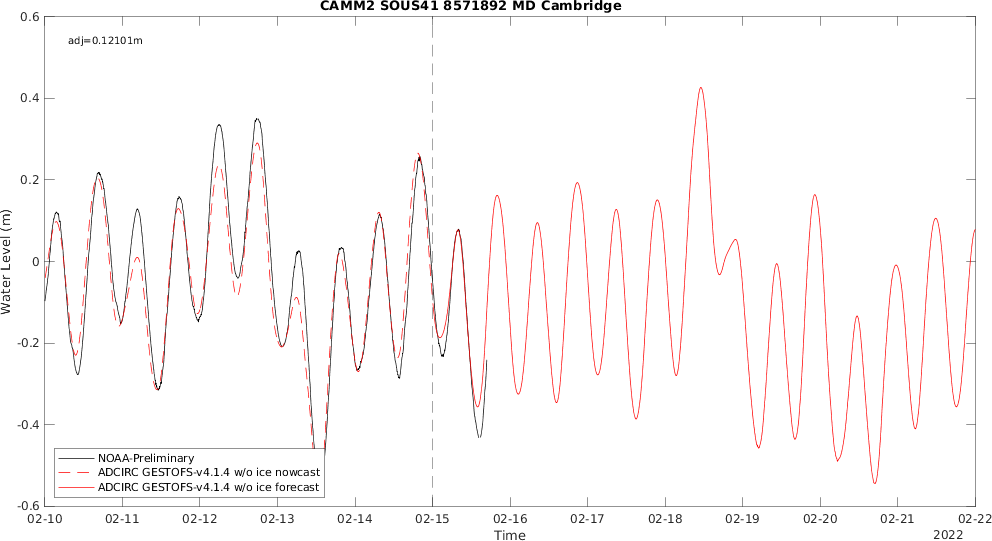 CAMM2 SOUS41 8571892 MD Cambridge
adj=0.12101m
0.6
0.4
0.2
0
-0.2
-0.4
-0.6
Water Level (m)
NOAA-Preliminary
ADCIRC GESTOFS-v4.1.4 w/o ice nowcast
ADCIRC GESTOFS-v4.1.4 w/o ice forecast
02-10 02-11 02-12 02-13 02-14 02-15 02-16 02-17 02-18 02-19 02-20 02-21 02-22
Time
2022